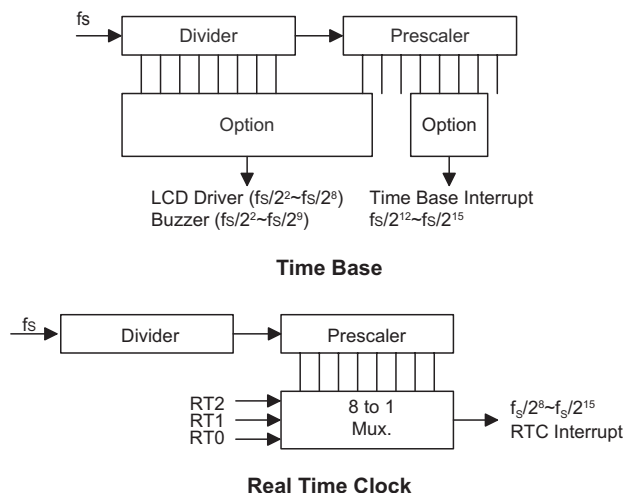 fs
Divider
Prescaler
Option
Option
LCD Driver (fs/2²~fs/2⁸)
Buzzer (fs/2²~fs/2⁹)
Time Base Interrupt
fs/2¹²~fs/2¹⁵
Time Base
fs
Divider
Prescaler
RT2
RT1
RT0
8 to 1
Mux.
fs/2⁸~fs/2¹⁵
RTC Interrupt
Real Time Clock